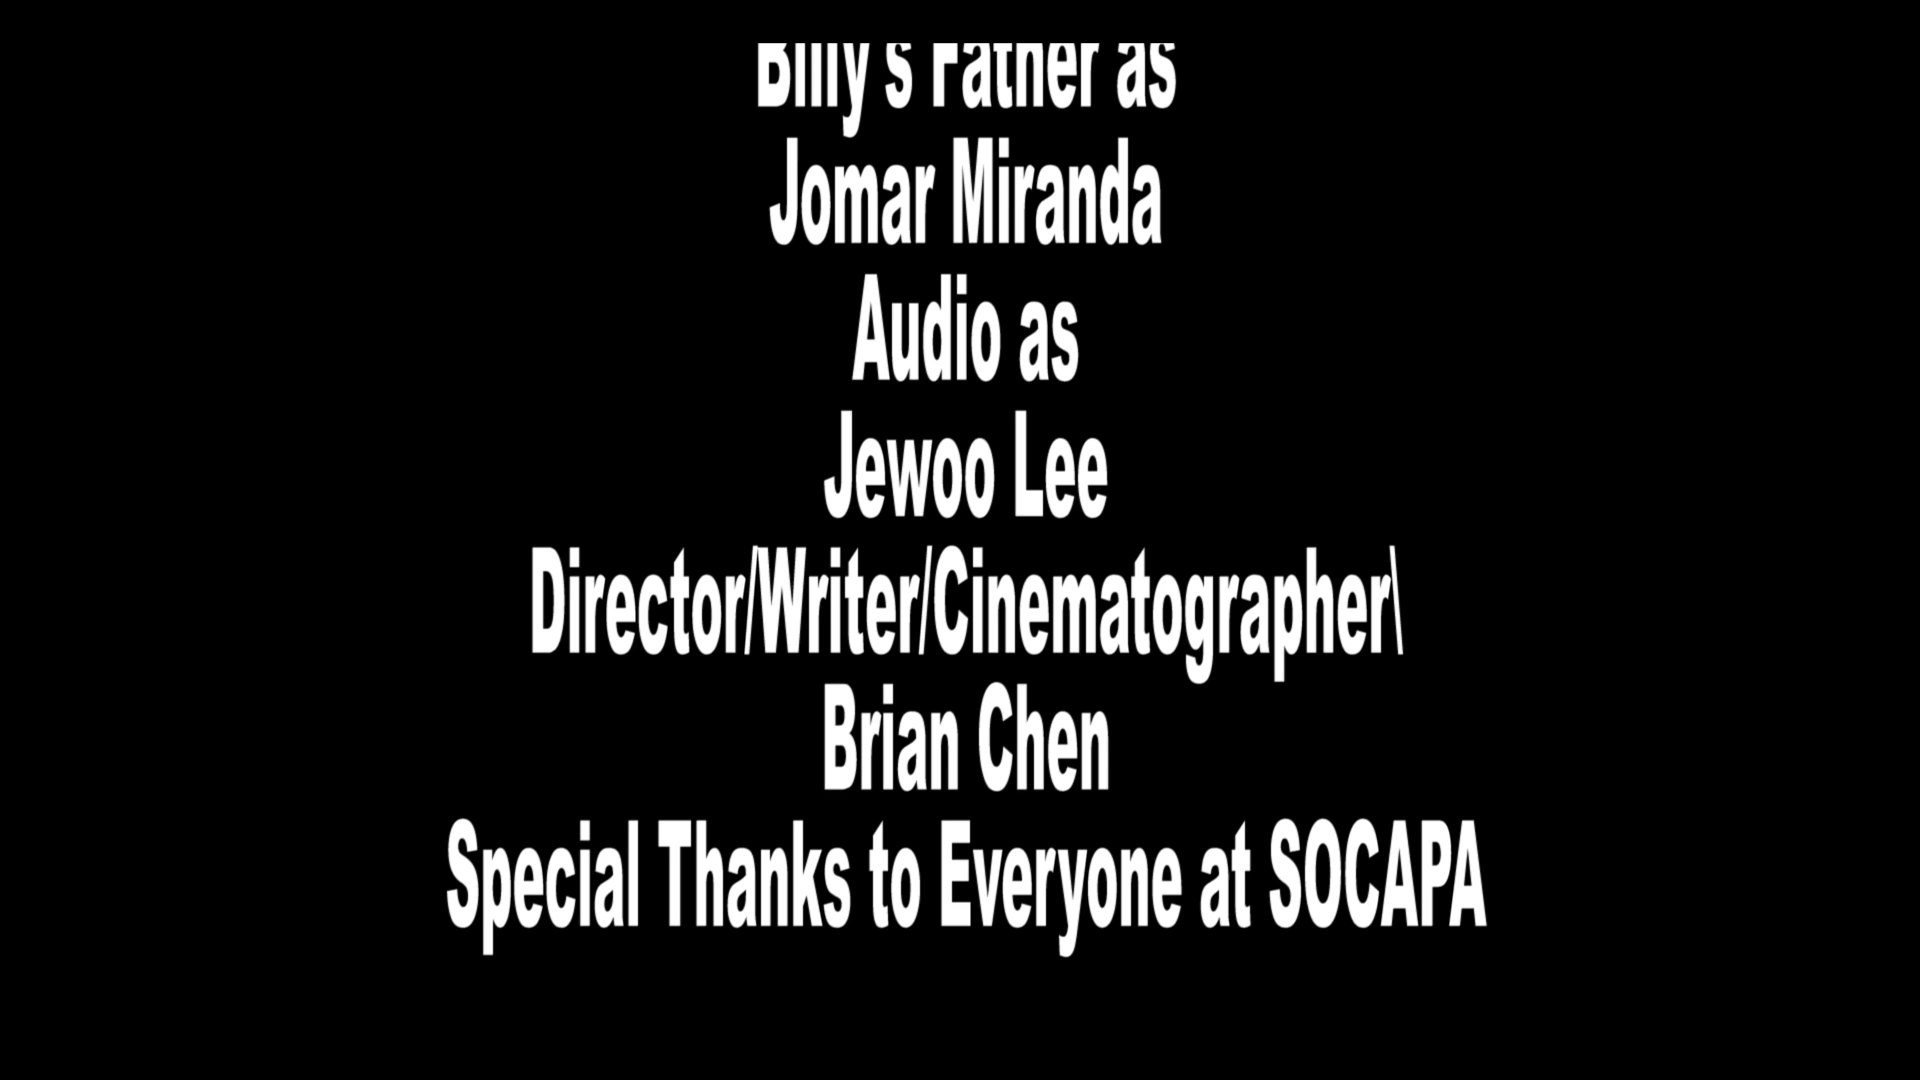 Billy's Father as
Jomar Miranda
Audio as
Jewoo Lee
Director/Writer/Cinematographer\
Brian Chen
Special Thanks to Everyone at SOCAPA